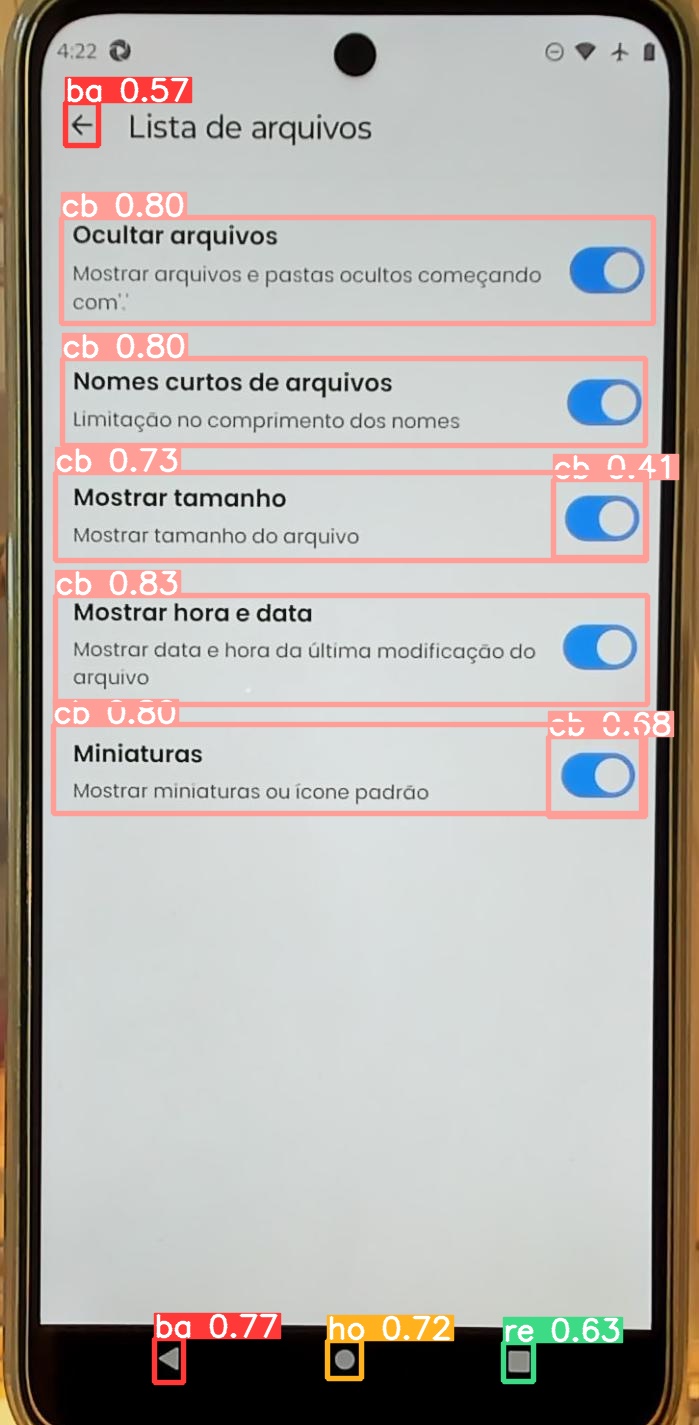 4:22
ba 0.57
Lista de arquivos
cb 0.80
Ocultar arquivos
Mostrar arquivos e pastas ocultos começando
com'.'
cb 0.80
Nomes curtos de arquivos
Limitação no comprimento dos nomes
cb 0.73
cb 0.41
Mostrar tamanho
Mostrar tamanho do arquivo
cb 0.83
Mostrar hora e data
Mostrar data e hora da última modificação do
arquivo
cb 0.80
cb 0.68
Miniaturas
Mostrar miniaturas ou ícone padrão
ba 0.77
ho 0.72
re 0.63